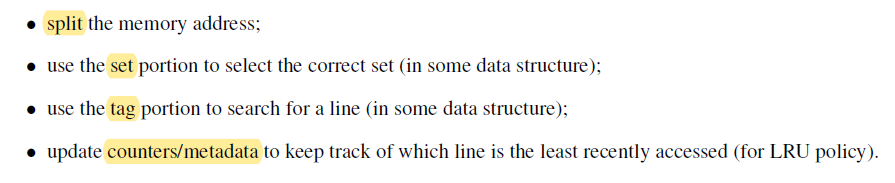 • split the memory address;
• use the set portion to select the correct set (in some data structure);
• use the tag portion to search for a line (in some data structure);
• update counters/metadata to keep track of which line is the least recently accessed (for LRU policy).